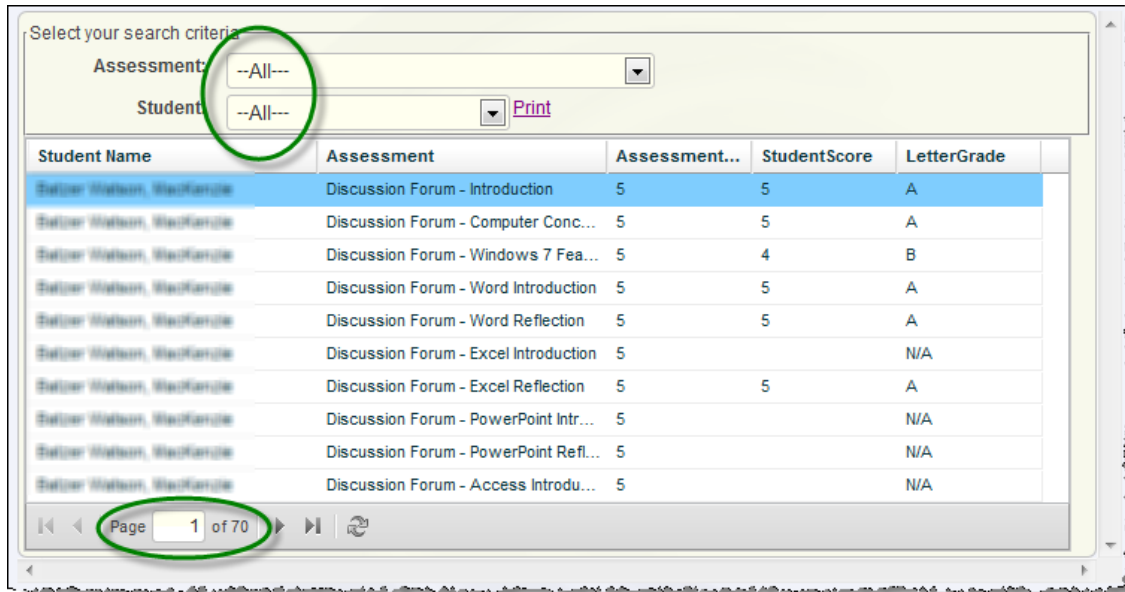 Select your search criteria
Assessment: --All---
Student: --All--- Print
Student Name Assessment Assessment... StudentScore LetterGrade
Discussion Forum - Introduction 5 5 A
Discussion Forum - Computer Conc... 5 5 A
Discussion Forum - Windows 7 Fea... 5 4 B
Discussion Forum - Word Introduction 5 5 A
Discussion Forum - Word Reflection 5 5 A
Discussion Forum - Excel Introduction 5 N/A
Discussion Forum - Excel Reflection 5 5 A
Discussion Forum - PowerPoint Intr... 5 N/A
Discussion Forum - PowerPoint Refl... 5 N/A
Discussion Forum - Access Introdu... 5 N/A
Page 1 of 70